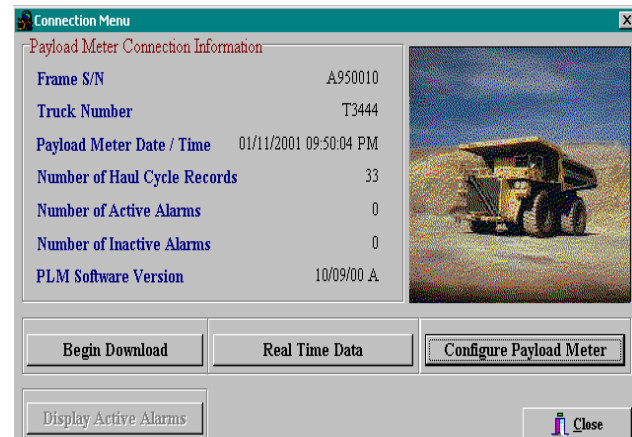 Connection Menu
Payload Meter Connection Information
Frame S/N A950010
Truck Number T3444
Payload Meter Date / Time 01/11/2001 09:50:04 PM
Number of Haul Cycle Records 33
Number of Active Alarms 0
Number of Inactive Alarms 0
PLM Software Version 10/09/00 A
Begin Download Real Time Data Configure Payload Meter
Display Active Alarms Close